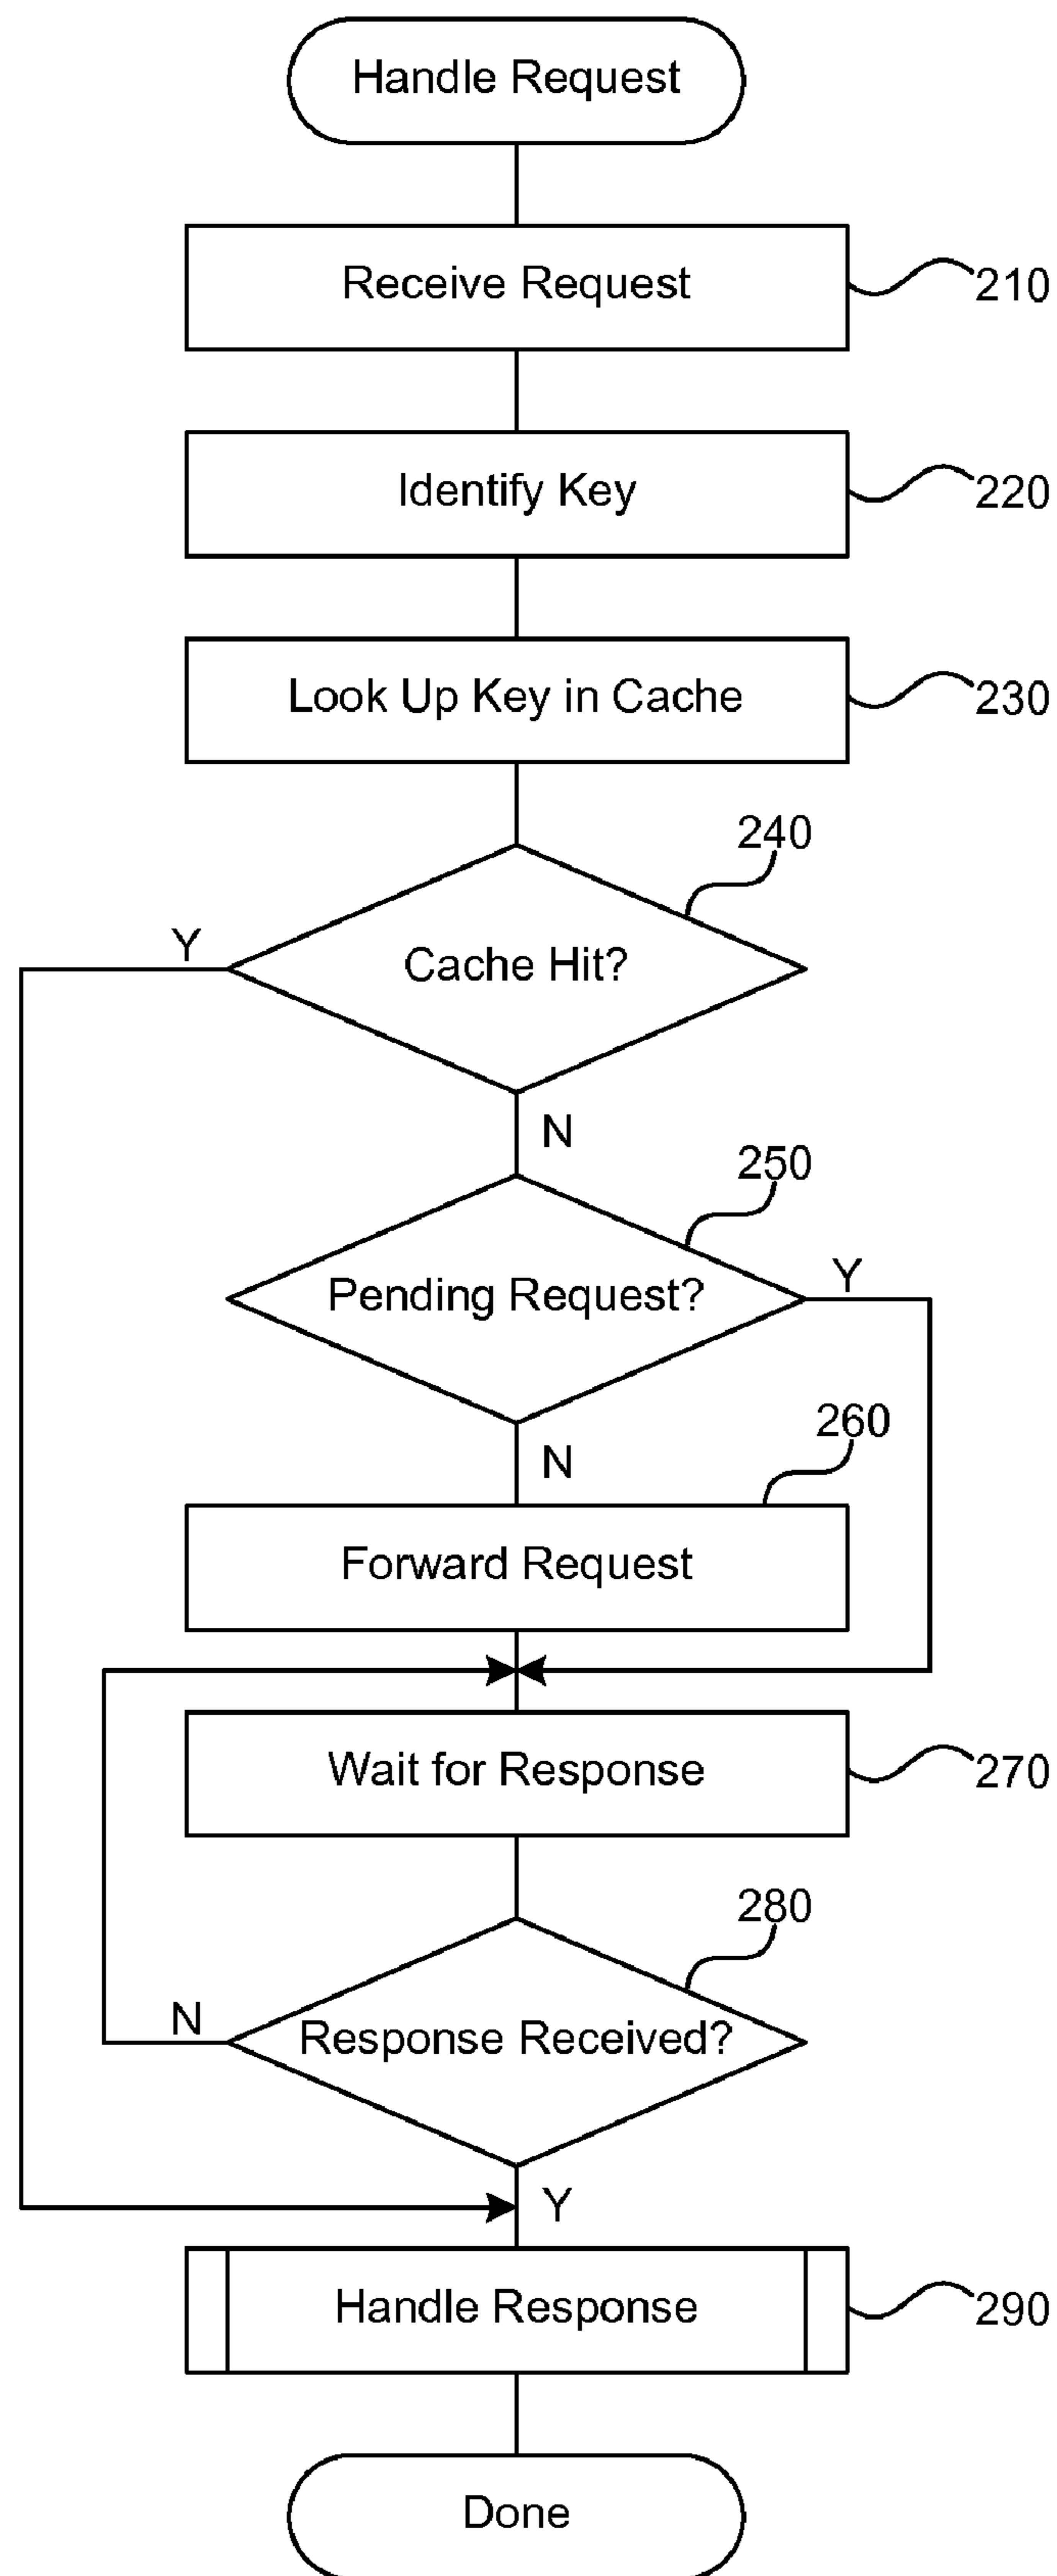 Handle Request
Receive Request
210
Identify Key
220
Look Up Key in Cache
230
240
Y
Cache Hit?
N
250
Pending Request?
Y
260
N
Forward Request
Wait for Response
270
280
N
Response Received?
Y
Handle Response
290
Done